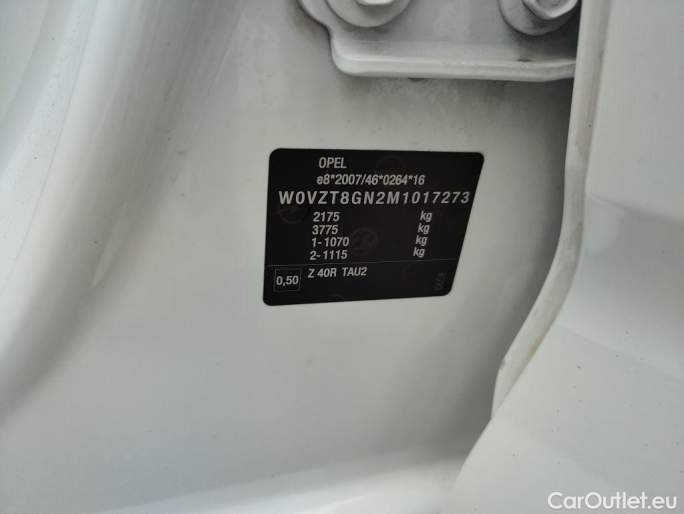 OPEL
e8*2007/46*0264*16
W0VZT8GN2M1017273
2175 kg
3775 kg
1-1070 kg
2-1115 kg
0,50 Z 40R TAU2
CarOutlet.eu